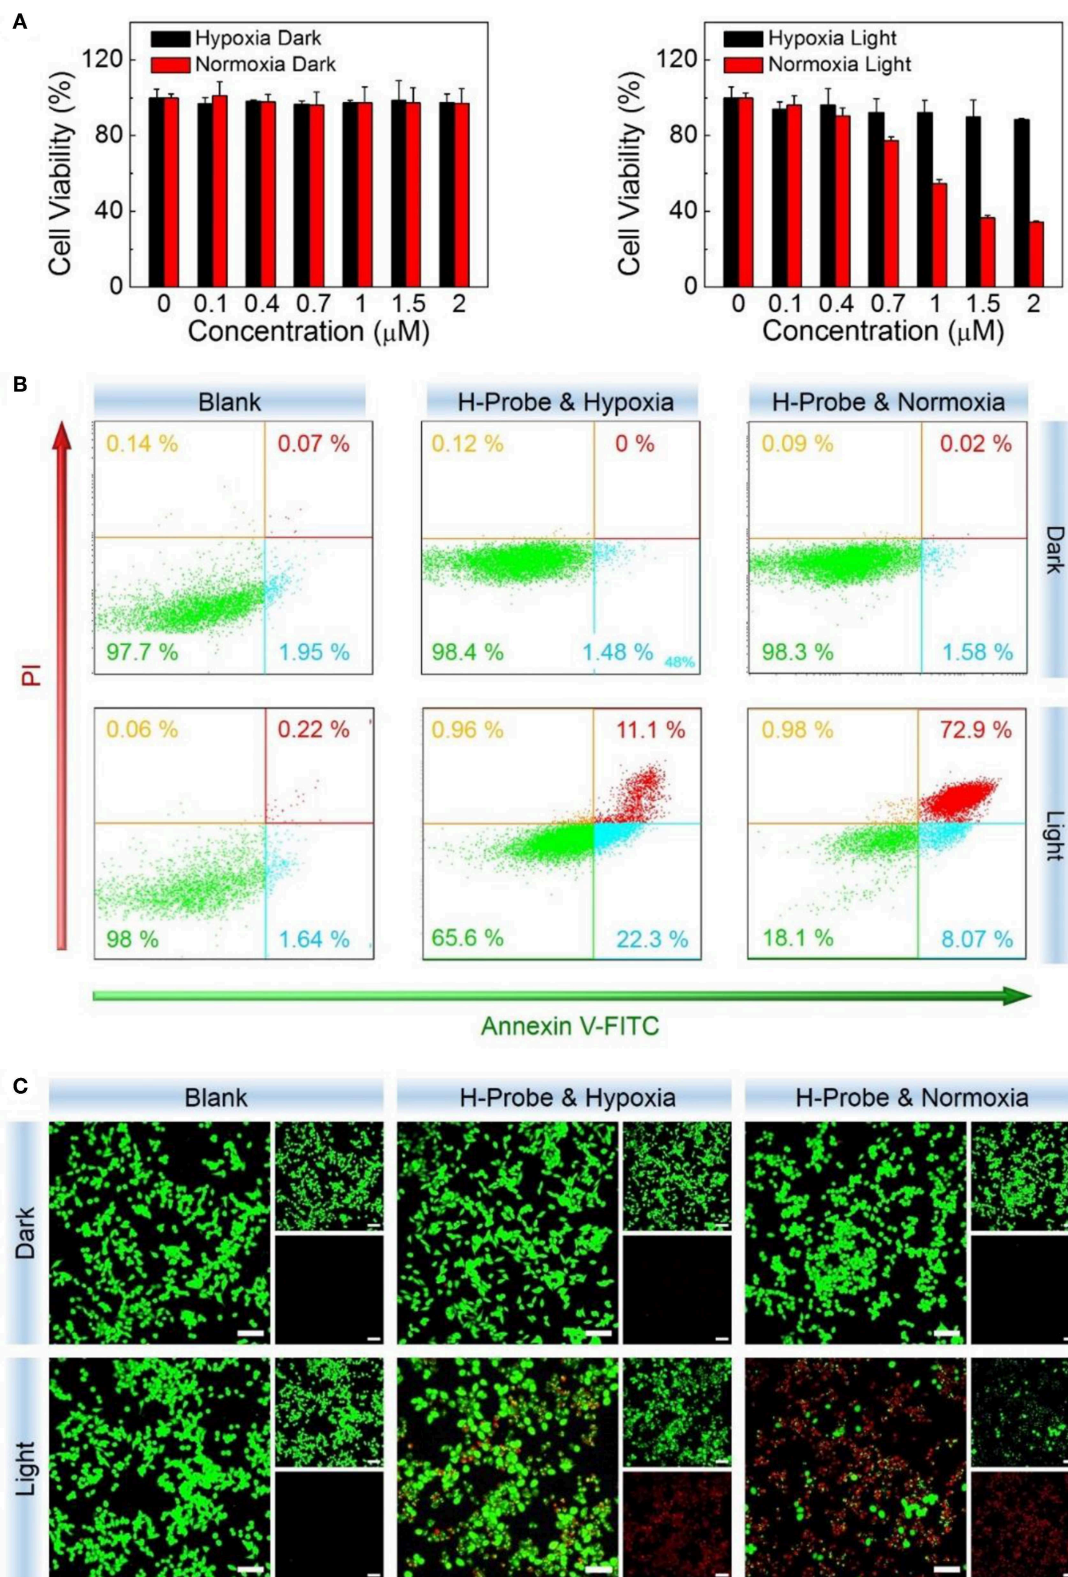 A
Hypoxia Dark
Normoxia Dark
Cell Viability (%)
120
80
40
0
0 0.1 0.4 0.7 1 1.5 2
Concentration (μM)
Hypoxia Light
Normoxia Light
Cell Viability (%)
120
80
40
0
0 0.1 0.4 0.7 1 1.5 2
Concentration (μM)
B
Blank
H-Probe & Hypoxia
H-Probe & Normoxia
0.14 % 0.07 %
97.7 % 1.95 %
0.12 % 0 %
98.4 % 1.48 %
48%
0.09 % 0.02 %
98.3 % 1.58 %
Dark
0.06 % 0.22 %
98 % 1.64 %
0.96 % 11.1 %
65.6 % 22.3 %
0.98 % 72.9 %
18.1 % 8.07 %
Light
PI
Annexin V-FITC
C
Blank
H-Probe & Hypoxia
H-Probe & Normoxia
Dark
Light